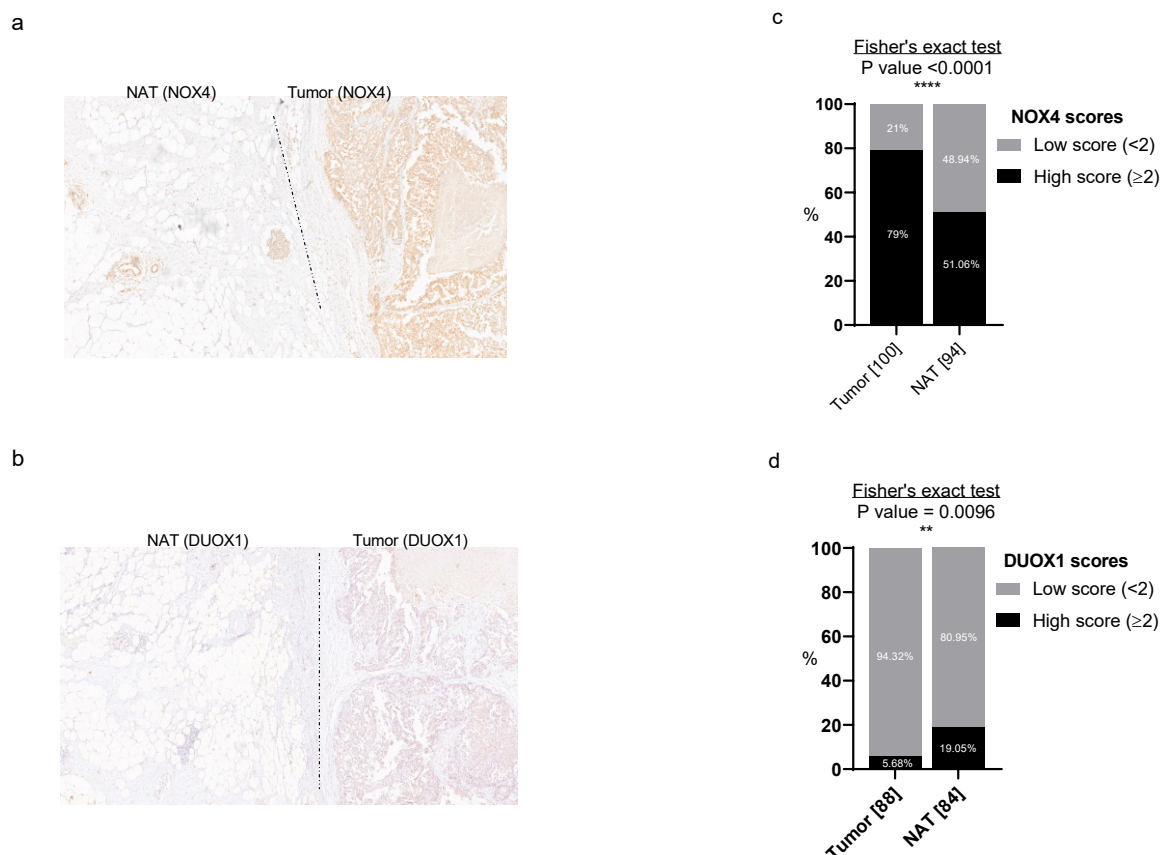 a
NAT (NOX4)
Tumor (NOX4)
c
Fisher's exact test
P value <0.0001
****
100
80
60
40
20
0
%
21%
79%
48.94%
51.06%
Tumor [100]
NAT [94]
NOX4 scores
Low score (<2)
High score (≥2)
b
NAT (DUOX1)
Tumor (DUOX1)
d
Fisher's exact test
P value = 0.0096
**
100
80
60
40
20
0
%
94.32%
5.68%
80.95%
19.05%
Tumor [88]
NAT [84]
DUOX1 scores
Low score (<2)
High score (≥2)